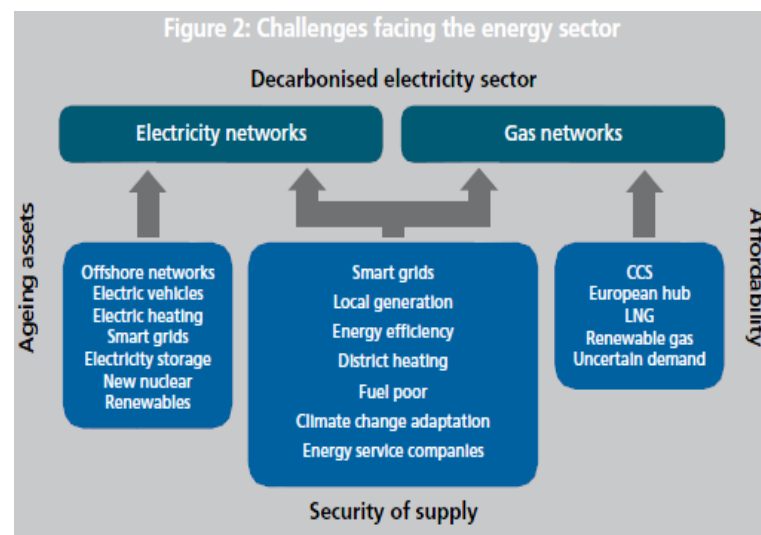 Figure 2: Challenges facing the energy sector
Decarbonised electricity sector
Electricity networks
Gas networks
Ageing assets
Affordability
Offshore networks
Electric vehicles
Electric heating
Smart grids
Electricity storage
New nuclear
Renewables
Smart grids
Local generation
Energy efficiency
District heating
Fuel poor
Climate change adaptation
Energy service companies
CCS
European hub
LNG
Renewable gas
Uncertain demand
Security of supply